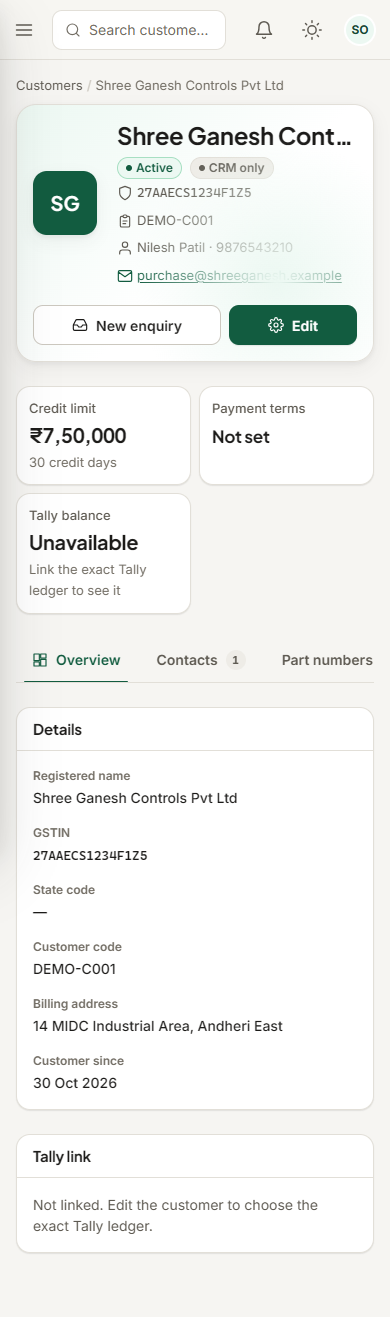 Search custome...
SO
Customers / Shree Ganesh Controls Pvt Ltd
SG
Shree Ganesh Cont...
Active
CRM only
27AAECS1234F1Z5
DEMO-C001
Nilesh Patil · 9876543210
purchase@shreeganesh.example
New enquiry
Edit
Credit limit
₹7,50,000
30 credit days
Payment terms
Not set
Tally balance
Unavailable
Link the exact Tally
ledger to see it
Overview
Contacts 1
Part numbers
Details
Registered name
Shree Ganesh Controls Pvt Ltd
GSTIN
27AAECS1234F1Z5
State code
—
Customer code
DEMO-C001
Billing address
14 MIDC Industrial Area, Andheri East
Customer since
30 Oct 2026
Tally link
Not linked. Edit the customer to choose the
exact Tally ledger.